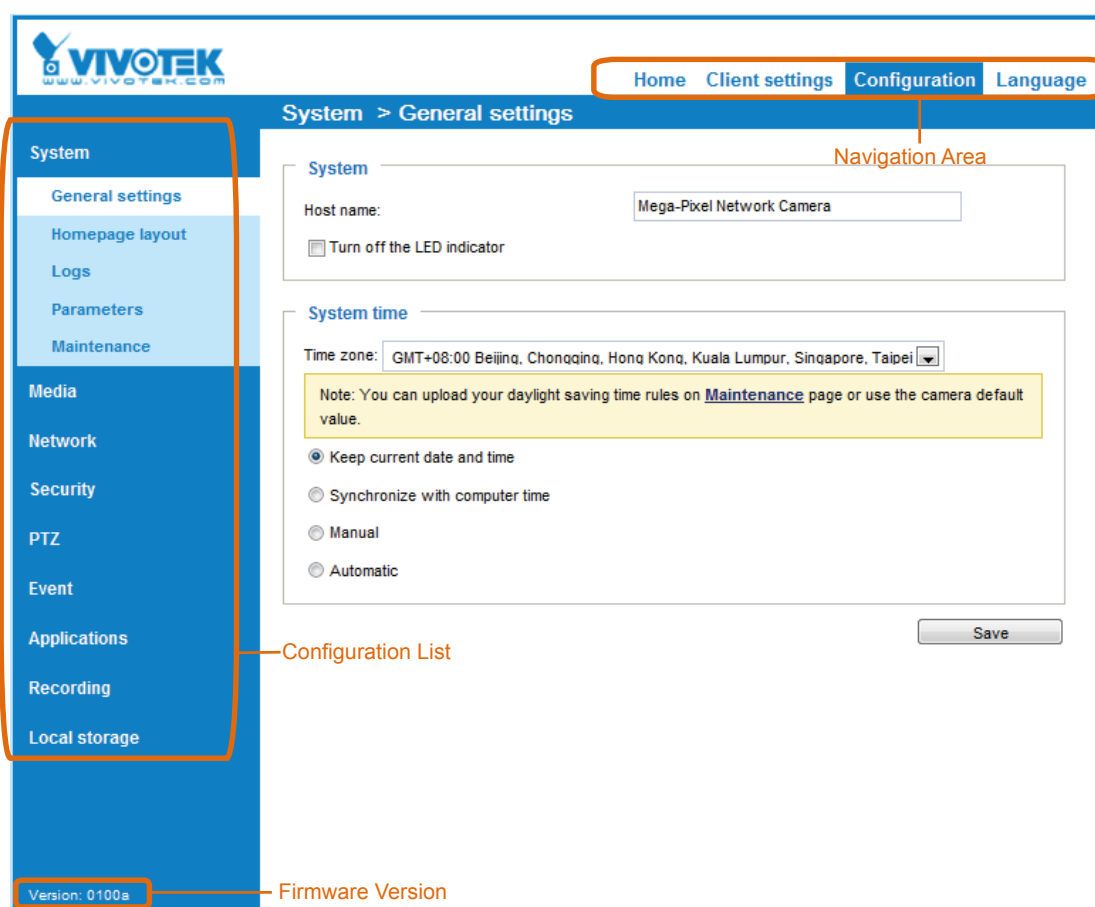 VIVOTEK
www.vivotek.com
Home Client settings Configuration Language
System > General settings
Navigation Area
System
General settings
Homepage layout
Logs
Parameters
Maintenance
Media
Network
Security
PTZ
Event
Applications
Recording
Local storage
Configuration List
Version: 0100a
Firmware Version
System
Host name: Mega-Pixel Network Camera
Turn off the LED indicator
System time
Time zone: GMT+08:00 Beijing, Chongqing, Hong Kong, Kuala Lumpur, Singapore, Taipei
Note: You can upload your daylight saving time rules on Maintenance page or use the camera default
value.
Keep current date and time
Synchronize with computer time
Manual
Automatic
Save